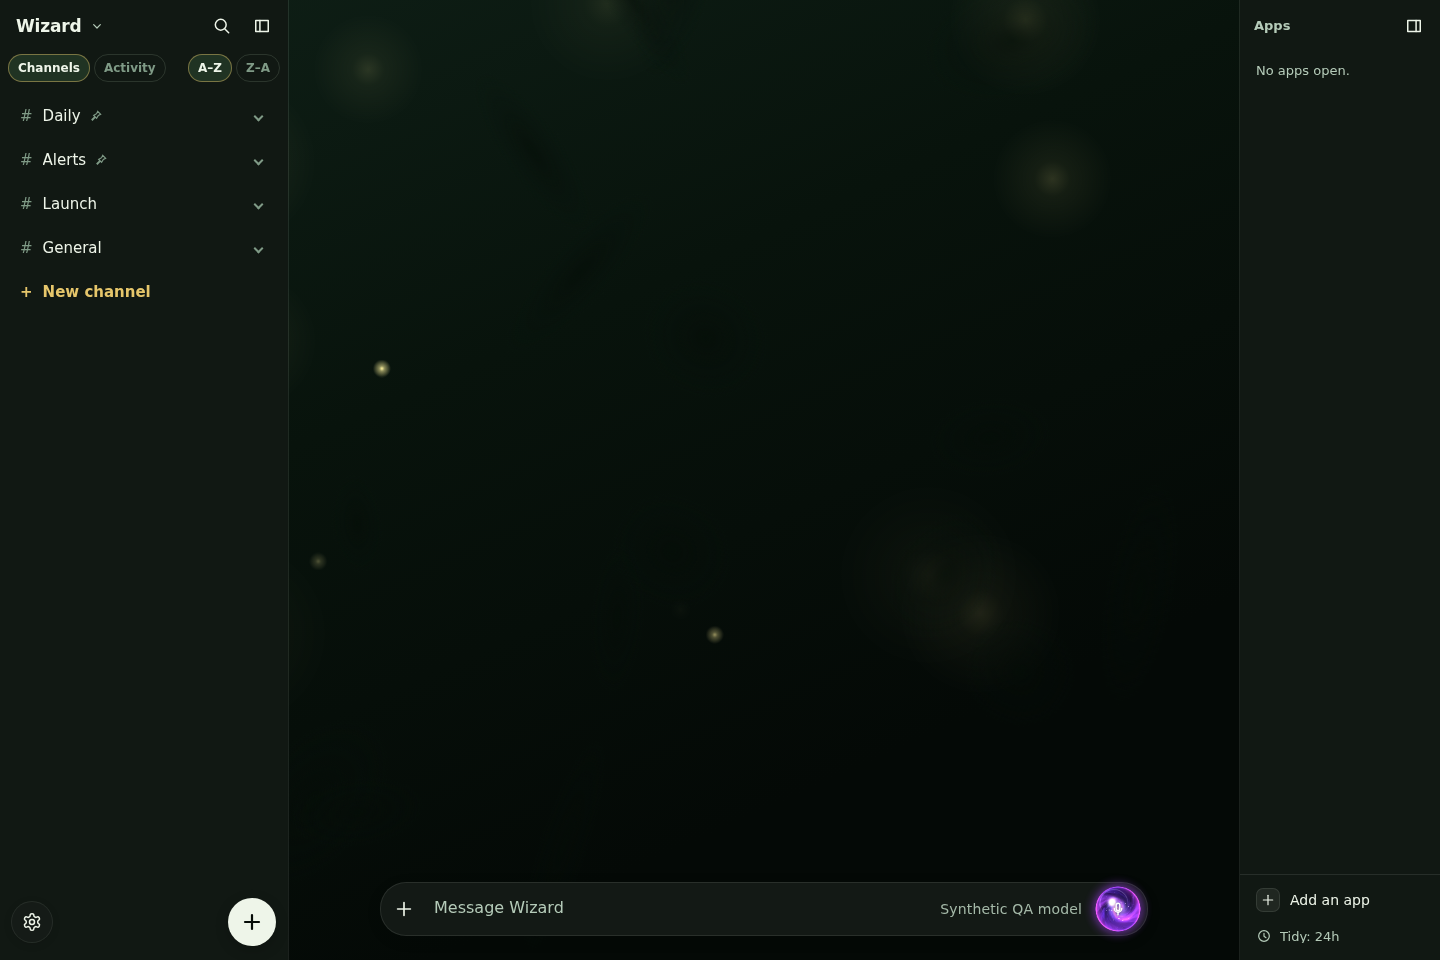 Wizard
Channels Activity A–Z Z–A
# Daily
# Alerts
# Launch
# General
+ New channel
Message Wizard
Synthetic QA model
Apps
No apps open.
Add an app
Tidy: 24h